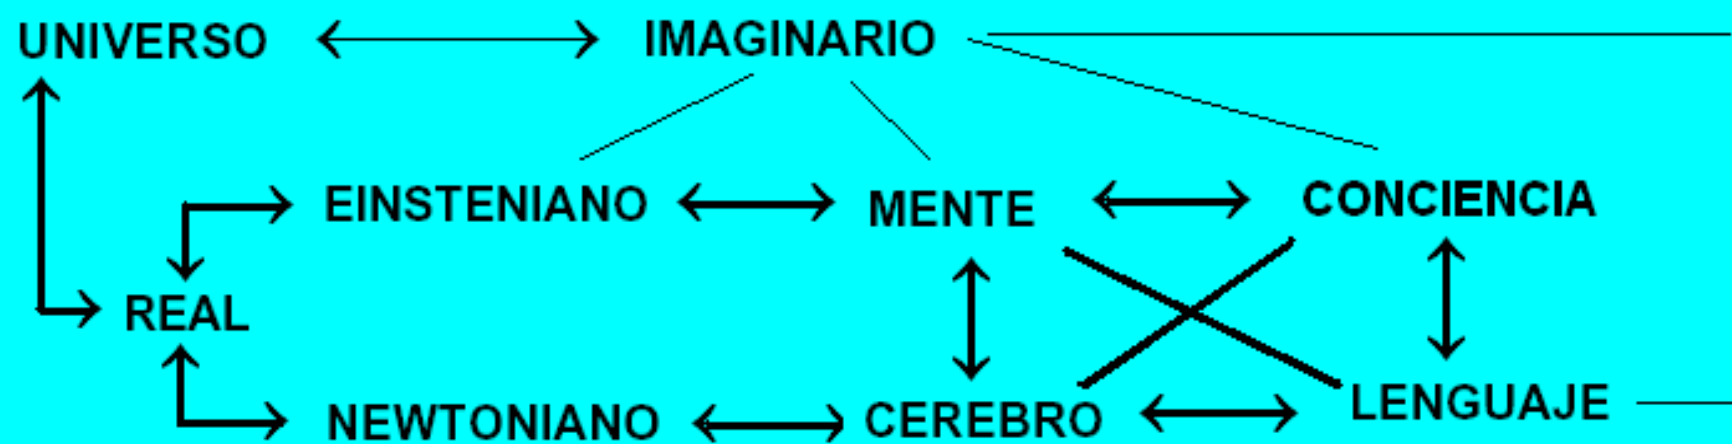 UNIVERSO IMAGINARIO
EINSTENIANO MENTE CONCIENCIA
REAL
NEWTONIANO CEREBRO LENGUAJE